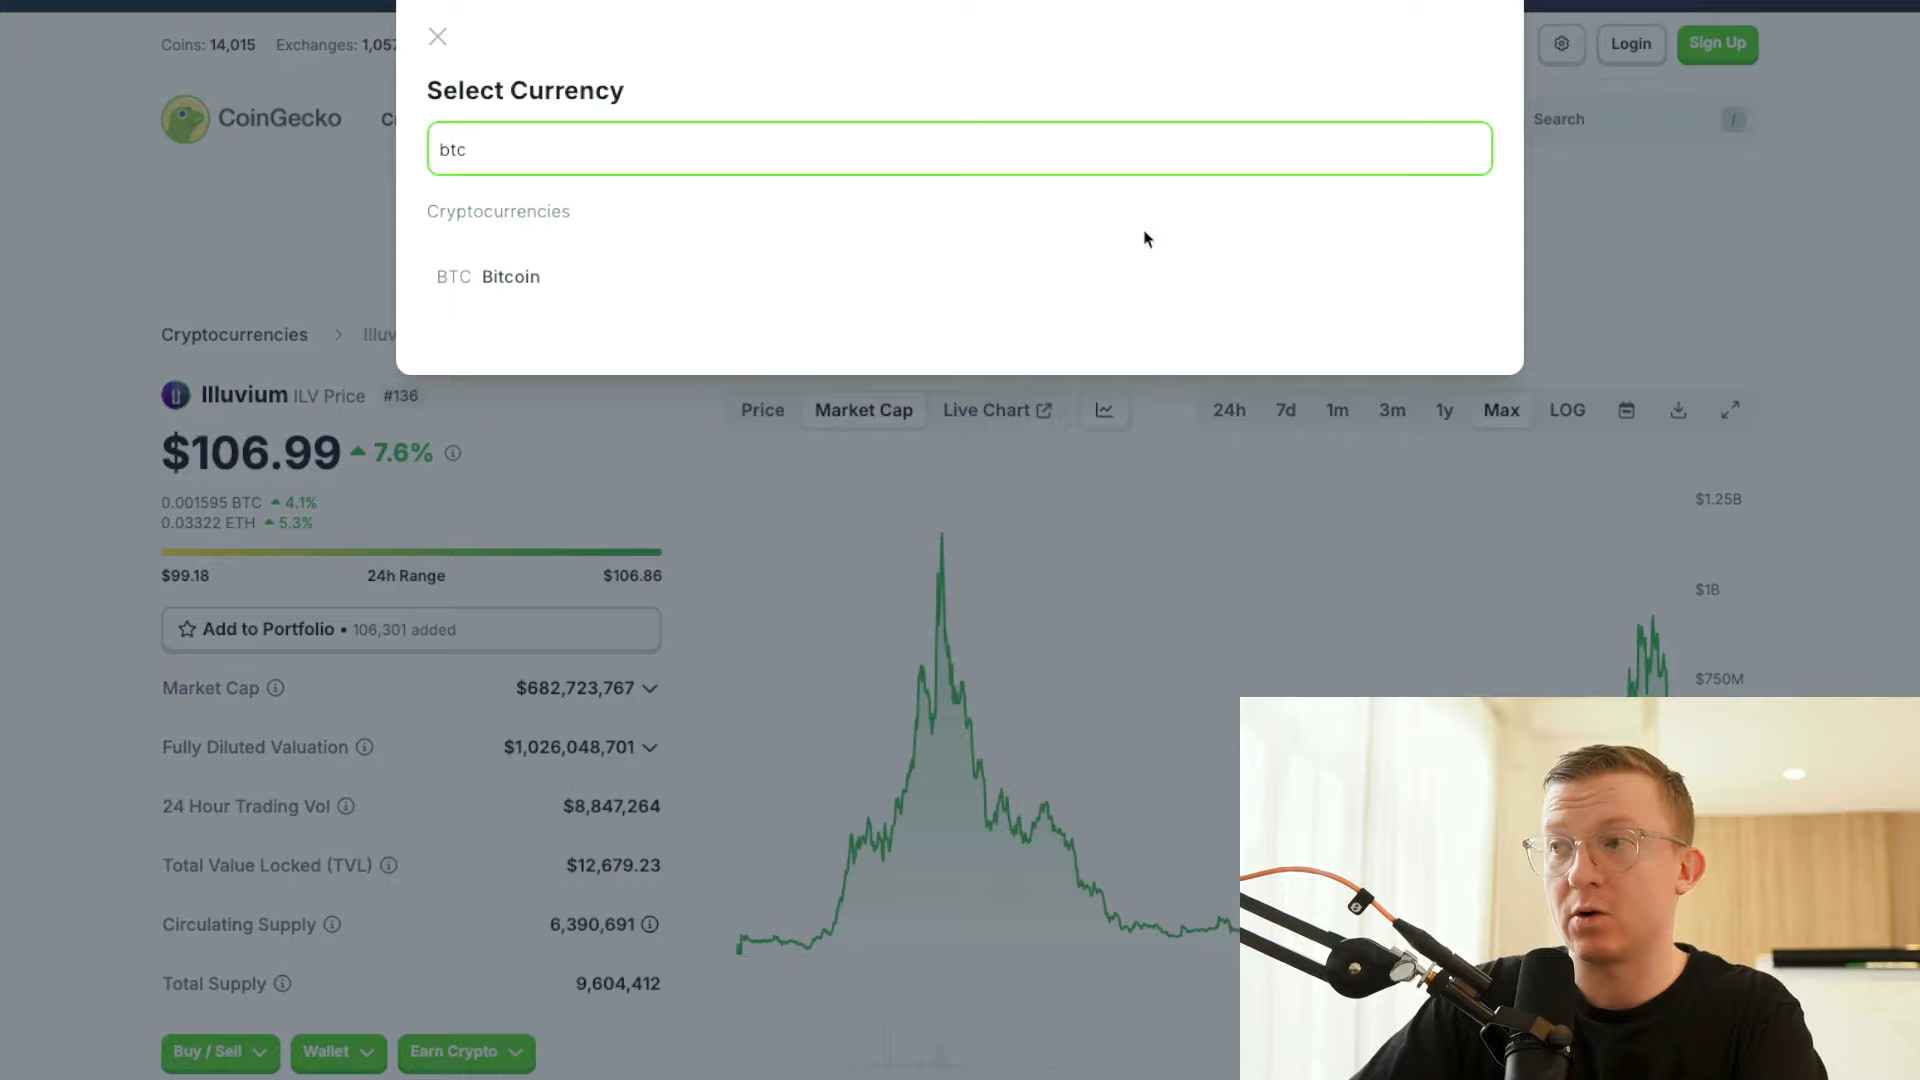 Coins: 14,015 Exchanges: 1,057
Login
Sign Up
CoinGecko
Search
/
Select Currency
btc
Cryptocurrencies
BTC Bitcoin
Cryptocurrencies > Illuv
Illuvium ILV Price #136
$106.99 7.6%
0.001595 BTC 4.1%
0.03322 ETH 5.3%
$99.18 24h Range $106.86
Add to Portfolio • 106,301 added
Market Cap $682,723,767
Fully Diluted Valuation $1,026,048,701
24 Hour Trading Vol $8,847,264
Total Value Locked (TVL) $12,679.23
Circulating Supply 6,390,691
Total Supply 9,604,412
Buy / Sell Wallet Earn Crypto
Price Market Cap Live Chart
24h 7d 1m 3m 1y Max LOG
$1.25B
$1B
$750M